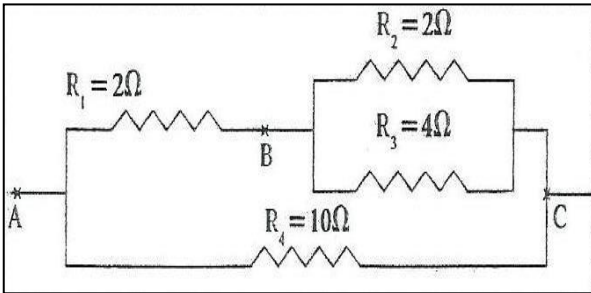 R₂ = 2Ω
R₁ = 2Ω
B
R₃ = 4Ω
A
C
R₄ = 10Ω